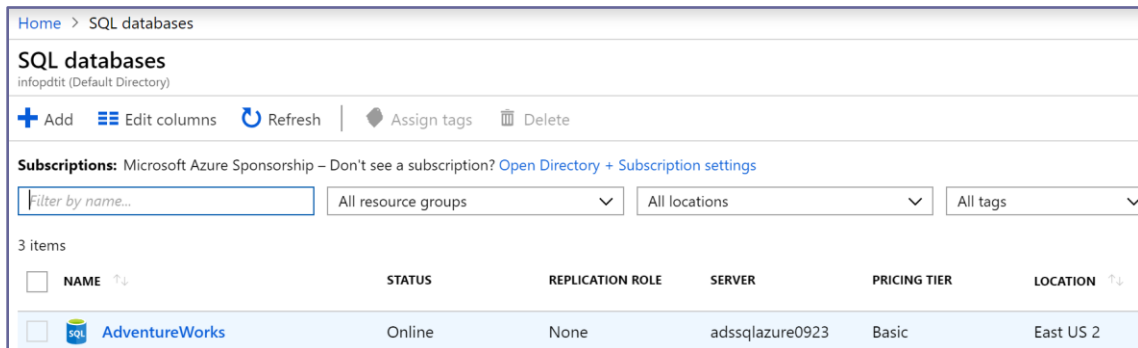 Home > SQL databases
SQL databases
infopdtit (Default Directory)
Add Edit columns Refresh Assign tags Delete
Subscriptions: Microsoft Azure Sponsorship – Don't see a subscription? Open Directory + Subscription settings
Filter by name... All resource groups All locations All tags
3 items
NAME STATUS REPLICATION ROLE SERVER PRICING TIER LOCATION
SQL AdventureWorks Online None adssqlazure0923 Basic East US 2